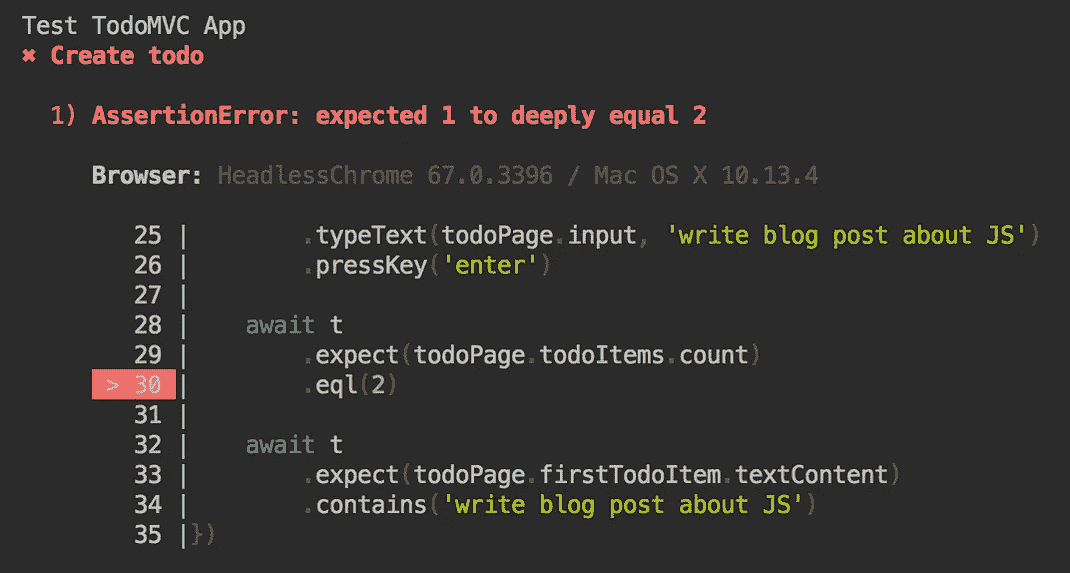 Test TodoMVC App
✖ Create todo
1) AssertionError: expected 1 to deeply equal 2
Browser: HeadlessChrome 67.0.3396 / Mac OS X 10.13.4
25 |        .typeText(todoPage.input, 'write blog post about JS')
26 |        .pressKey('enter')
27 |
28 |    await t
29 |        .expect(todoPage.todoItems.count)
> 30 |        .eql(2)
31 |
32 |    await t
33 |        .expect(todoPage.firstTodoItem.textContent)
34 |        .contains('write blog post about JS')
35 |})